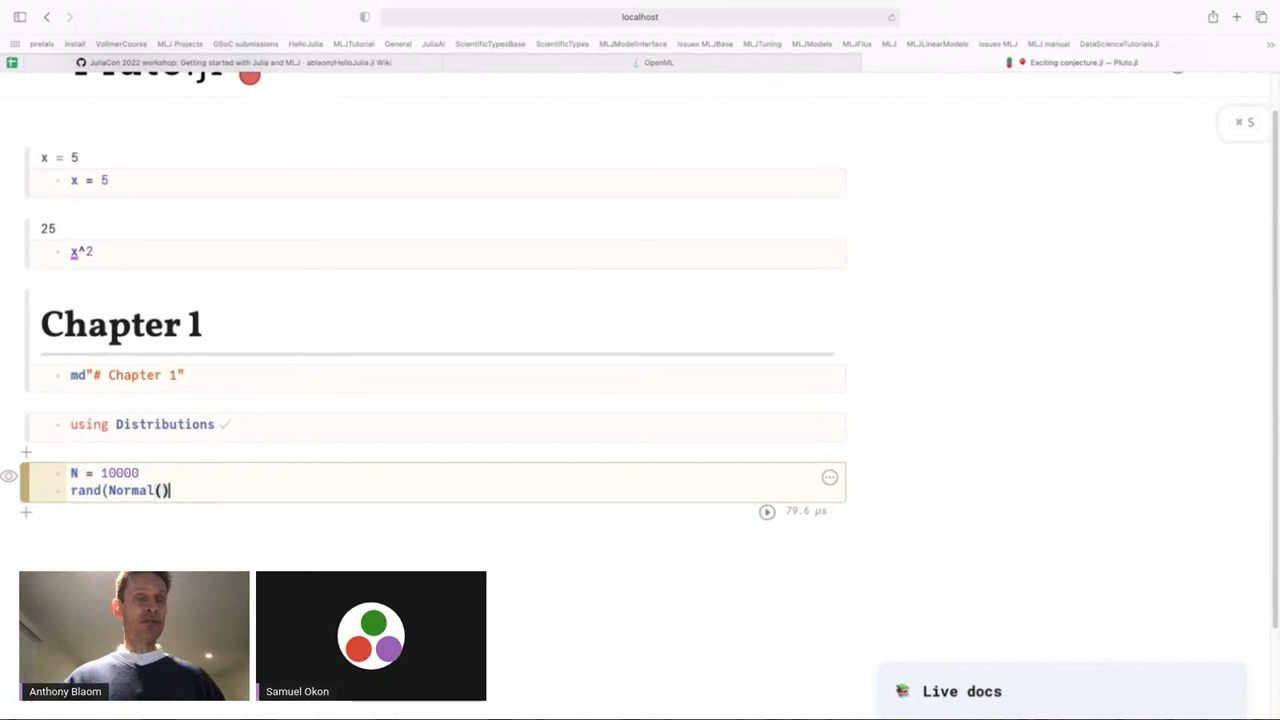 localhost
pretalx Install VollmerCourse MLJ Projects GSoC submissions HelloJulia MLJTutorial General JuliaAI ScientificTypesBase ScientificTypes MLJModelInterface Issues MLJBase MLJTuning MLJModels MLJFlux MLJ MLJLinearModels Issues MLJ MLJ manual DataScienceTutorials.jl
JuliaCon 2022 workshop: Getting started with Julia and MLJ - ablaom/HelloJulia.jl Wiki OpenML Exciting conjecture.jl — Pluto.jl
Pluto.jl
⌘ S
x = 5
x = 5
25
x^2
Chapter 1
md"# Chapter 1"
using Distributions ✓
N = 10000
rand(Normal()
79.6 μs
Anthony Blaom
Samuel Okon
Live docs